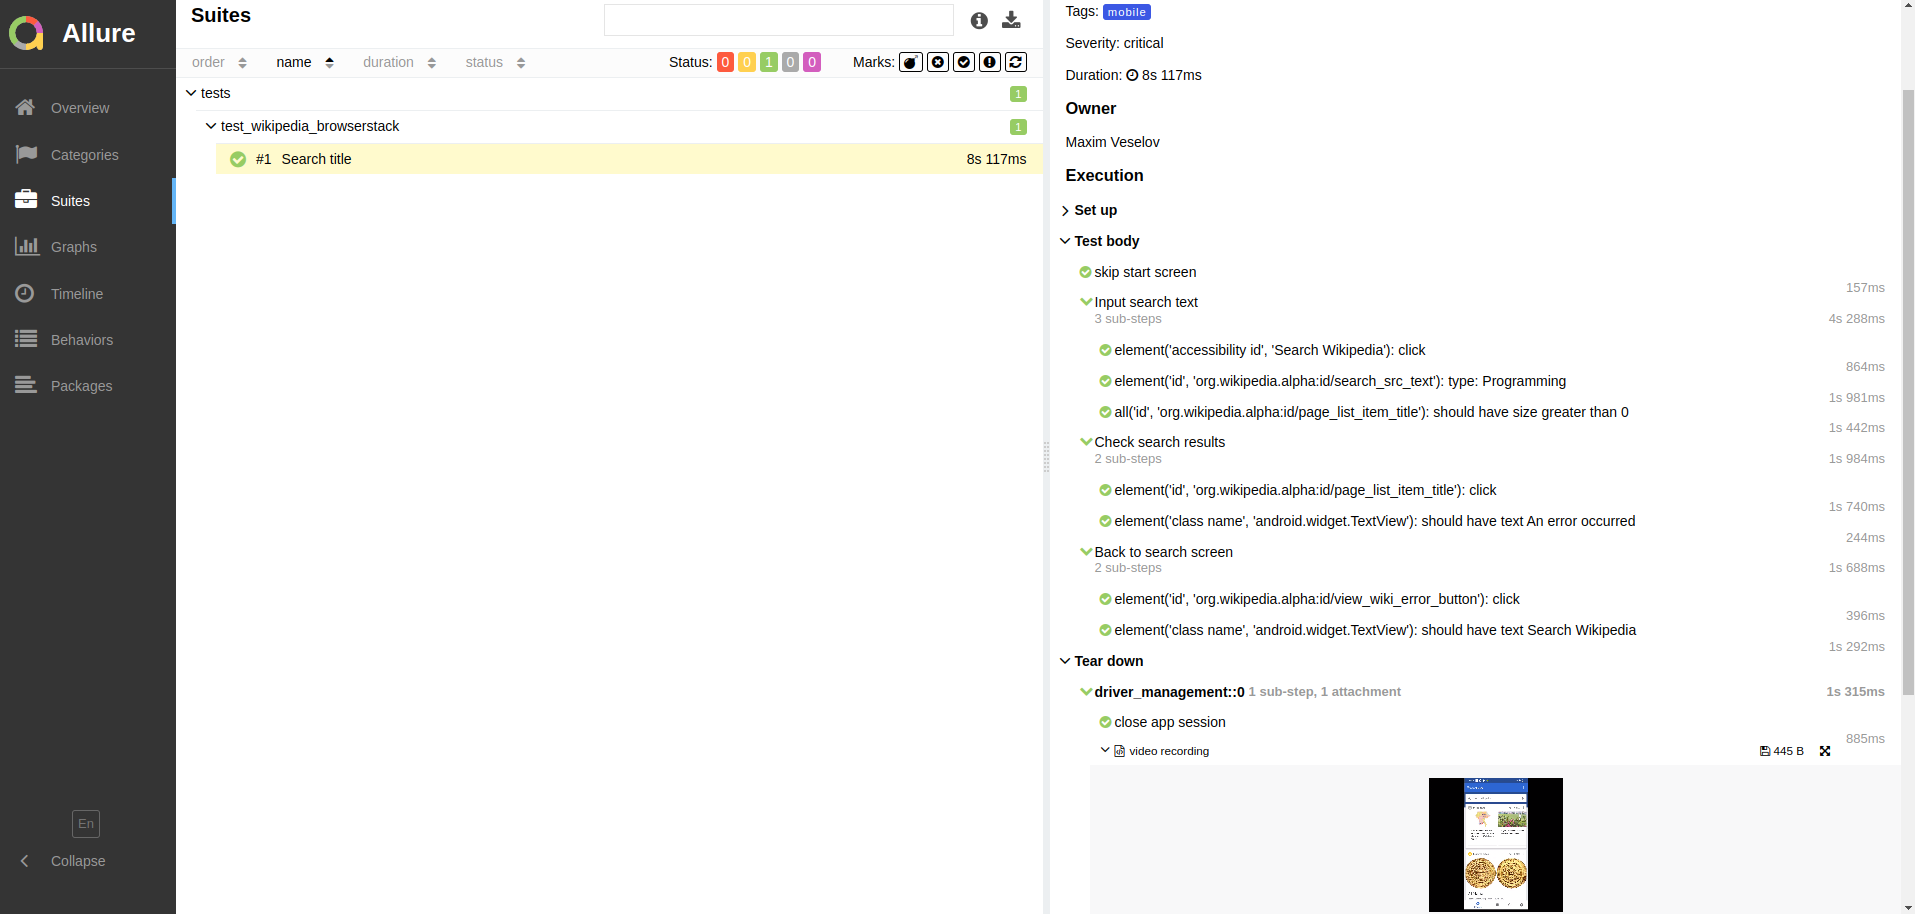 Allure
Overview
Categories
Suites
Graphs
Timeline
Behaviors
Packages
En
Collapse
Suites
order name duration status Status: 0 0 1 0 0 Marks:
tests 1
test_wikipedia_browserstack 1
#1 Search title 8s 117ms
Tags: mobile
Severity: critical
Duration: 8s 117ms
Owner
Maxim Veselov
Execution
Set up
Test body
skip start screen
157ms
Input search text
3 sub-steps 4s 288ms
element('accessibility id', 'Search Wikipedia'): click
864ms
element('id', 'org.wikipedia.alpha:id/search_src_text'): type: Programming
1s 981ms
all('id', 'org.wikipedia.alpha:id/page_list_item_title'): should have size greater than 0
1s 442ms
Check search results
2 sub-steps 1s 984ms
element('id', 'org.wikipedia.alpha:id/page_list_item_title'): click
1s 740ms
element('class name', 'android.widget.TextView'): should have text An error occurred
244ms
Back to search screen
2 sub-steps 1s 688ms
element('id', 'org.wikipedia.alpha:id/view_wiki_error_button'): click
396ms
element('class name', 'android.widget.TextView'): should have text Search Wikipedia
1s 292ms
Tear down
driver_management::0 1 sub-step, 1 attachment 1s 315ms
close app session
885ms
video recording 445 B